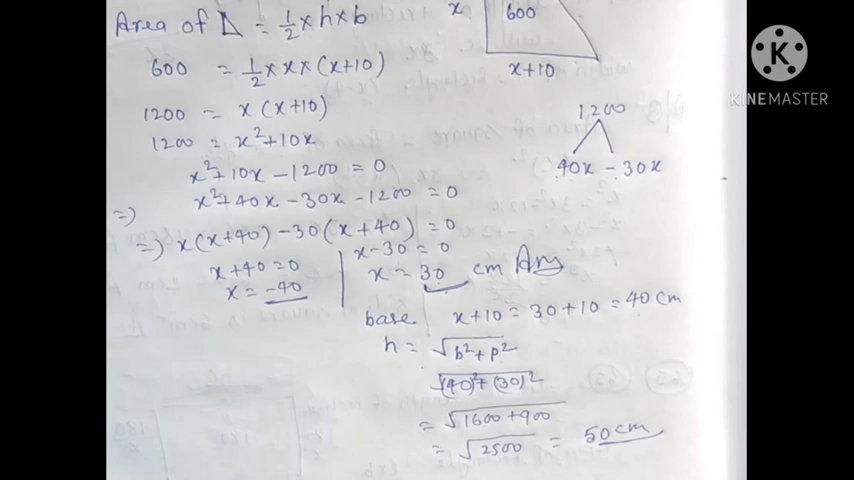 Area of Δ = 1/2 × h × b
x
600
x+10
600 = 1/2 × x × (x+10)
1200 = x (x+10)
1200 = x²+10x
x²+10x-1200 = 0
1200
40x - 30x
=) x²+40x - 30x - 1200 = 0
=) x(x+40) -30 (x+40) = 0
x+40=0
x = -40
x-30 = 0
x = 30 cm Ans
base x+10 = 30+10 = 40 cm
h = √b²+p²
√(40)²+(30)²
= √1600+900
= √2500 = 50 cm
KINEMASTER